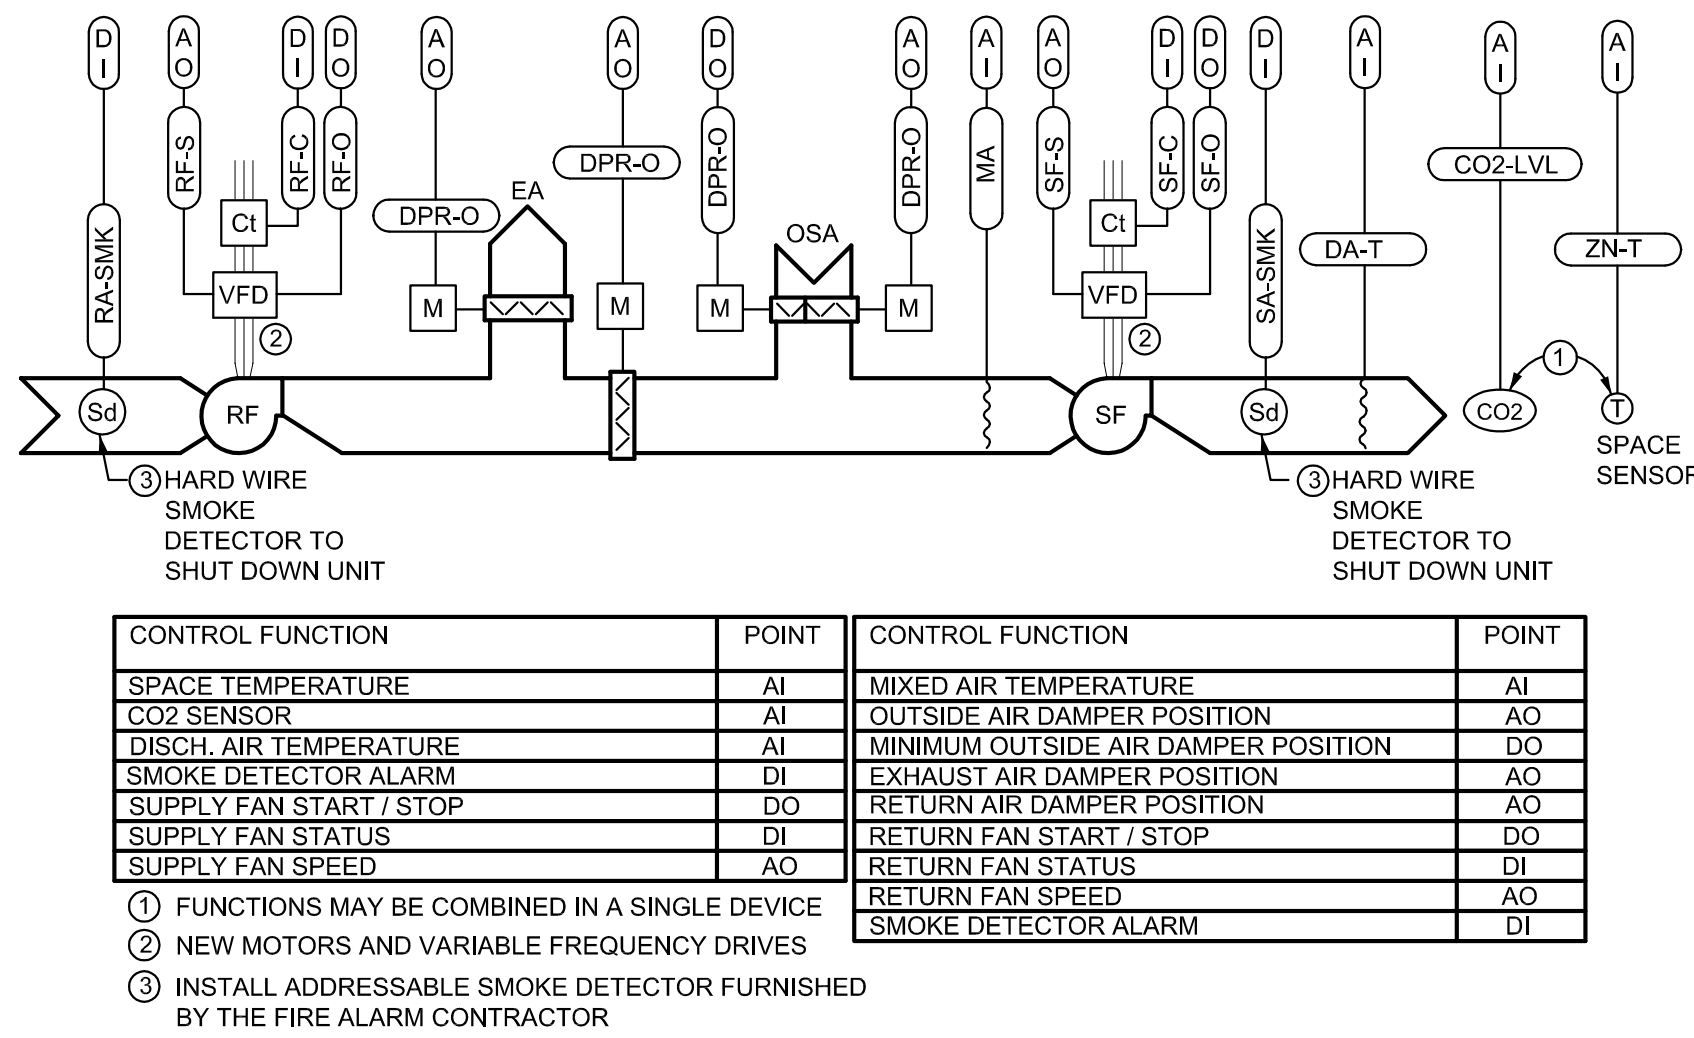 DI AO DI DO AO AO DO AO AI AO DI DO DI AI AI AI
RA-SMK RF-S RF-C RF-O DPR-O DPR-O DPR-O DPR-O MA SF-S SF-C SF-O SA-SMK DA-T CO2-LVL ZN-T
EA
OSA
Ct
Ct
VFD
VFD
M M M M
2
2
1
Sd RF SF Sd CO2 T
SPACE
SENSOR
3 HARD WIRE
SMOKE
DETECTOR TO
SHUT DOWN UNIT
3 HARD WIRE
SMOKE
DETECTOR TO
SHUT DOWN UNIT
CONTROL FUNCTION POINT
SPACE TEMPERATURE AI
CO2 SENSOR AI
DISCH. AIR TEMPERATURE AI
SMOKE DETECTOR ALARM DI
SUPPLY FAN START / STOP DO
SUPPLY FAN STATUS DI
SUPPLY FAN SPEED AO
CONTROL FUNCTION POINT
MIXED AIR TEMPERATURE AI
OUTSIDE AIR DAMPER POSITION AO
MINIMUM OUTSIDE AIR DAMPER POSITION DO
EXHAUST AIR DAMPER POSITION AO
RETURN AIR DAMPER POSITION AO
RETURN FAN START / STOP DO
RETURN FAN STATUS DI
RETURN FAN SPEED AO
SMOKE DETECTOR ALARM DI
1 FUNCTIONS MAY BE COMBINED IN A SINGLE DEVICE
2 NEW MOTORS AND VARIABLE FREQUENCY DRIVES
3 INSTALL ADDRESSABLE SMOKE DETECTOR FURNISHED
BY THE FIRE ALARM CONTRACTOR